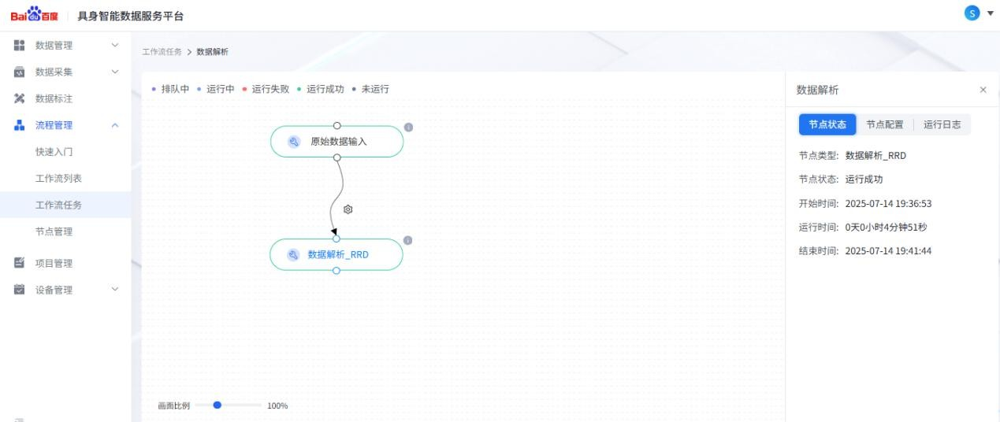 Bai du 百度 具身智能数据服务平台
S
数据管理
数据采集
数据标注
流程管理
快速入门
工作流列表
工作流任务
节点管理
项目管理
设备管理
工作流任务 > 数据解析
排队中 运行中 运行失败 运行成功 未运行
原始数据输入
数据解析_RRD
画面比例 100%
数据解析
节点状态 节点配置 运行日志
节点类型: 数据解析_RRD
节点状态: 运行成功
开始时间: 2025-07-14 19:36:53
运行时间: 0天0小时4分钟51秒
结束时间: 2025-07-14 19:41:44